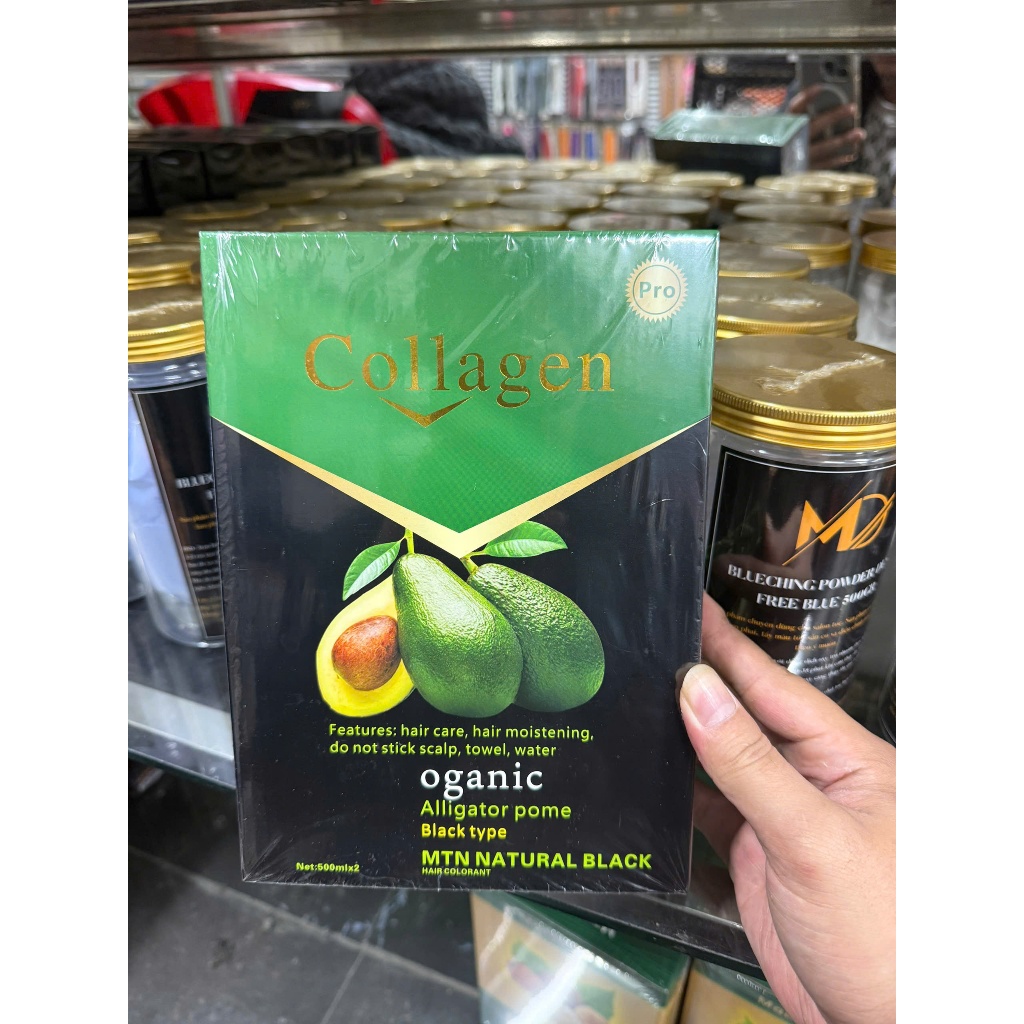 Pro
Collagen
Features: hair care, hair moistening,
do not stick scalp, towel, water
oganic
Alligator pome
Black type
MTN NATURAL BLACK
HAIR COLORANT
Net:500mlx2
MD
BLUECHING POWDER
FREE BLUE 500GR